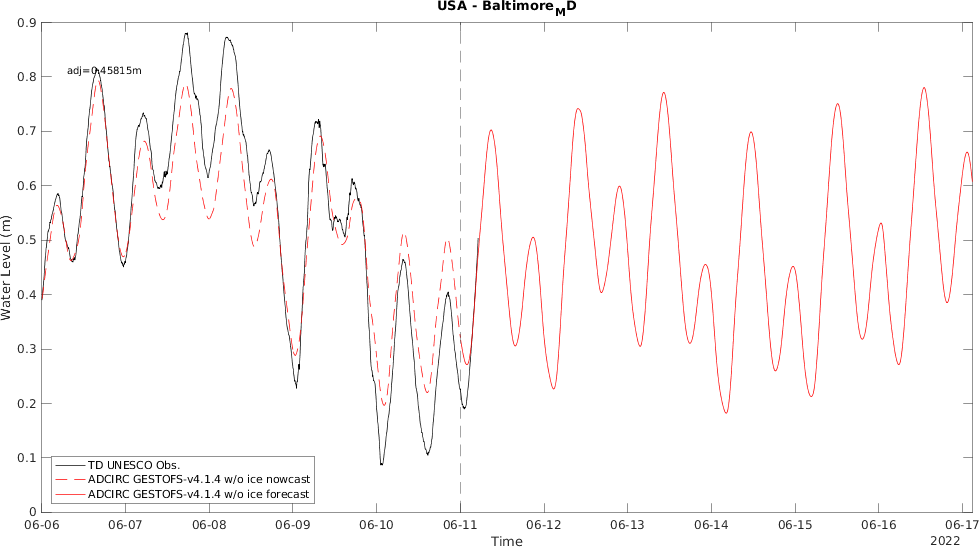 USA - Baltimore_MD
0.9
0.8
0.7
0.6
0.5
0.4
0.3
0.2
0.1
0
Water Level (m)
adj=0.45815m
TD UNESCO Obs.
ADCIRC GESTOFS-v4.1.4 w/o ice nowcast
ADCIRC GESTOFS-v4.1.4 w/o ice forecast
06-06 06-07 06-08 06-09 06-10 06-11 06-12 06-13 06-14 06-15 06-16 06-17
Time
2022